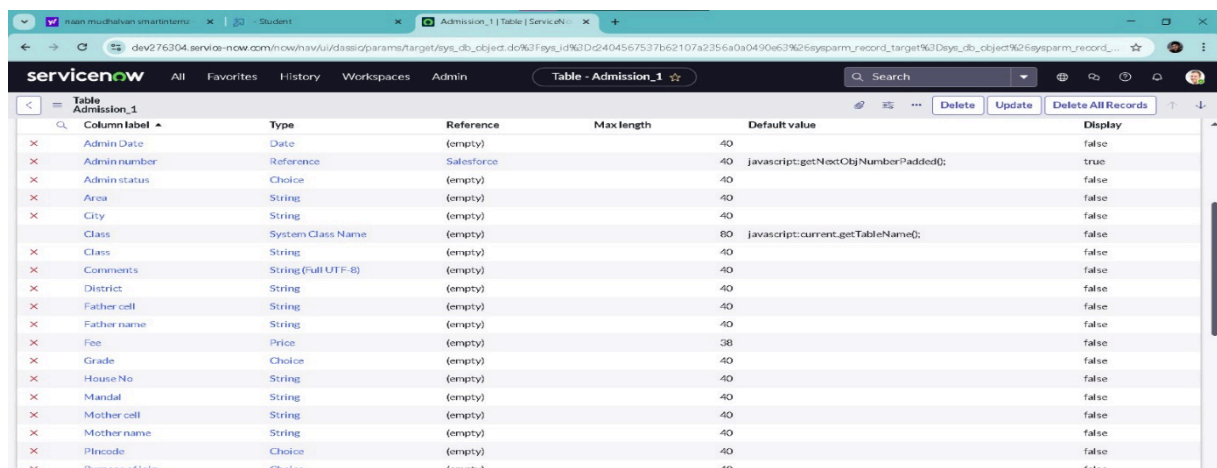 naan mudhalvan smartinternz
- Student
Admission_1 | Table | ServiceNo
dev276304.service-now.com/now/nav/ui/classic/params/target/sys_db_object.do%3Fsys_id%3Dc2404567537b62107a2356a0a0490e63%26sysparm_record_target%3Dsys_db_object%26sysparm_record_...
servicenow All Favorites History Workspaces Admin Table - Admission_1 Search
Table
Admission_1 Delete Update Delete All Records
Column label Type Reference Max length Default value Display
Admin Date Date (empty) 40 false
Admin number Reference Salesforce 40 javascript:getNextObjNumberPadded(); true
Admin status Choice (empty) 40 false
Area String (empty) 40 false
City String (empty) 40 false
Class System Class Name (empty) 80 javascript:current.getTableName(); false
Class String (empty) 40 false
Comments String (Full UTF-8) (empty) 40 false
District String (empty) 40 false
Father cell String (empty) 40 false
Father name String (empty) 40 false
Fee Price (empty) 38 false
Grade Choice (empty) 40 false
House No String (empty) 40 false
Mandal String (empty) 40 false
Mother cell String (empty) 40 false
Mother name String (empty) 40 false
PIncode Choice (empty) 40 false